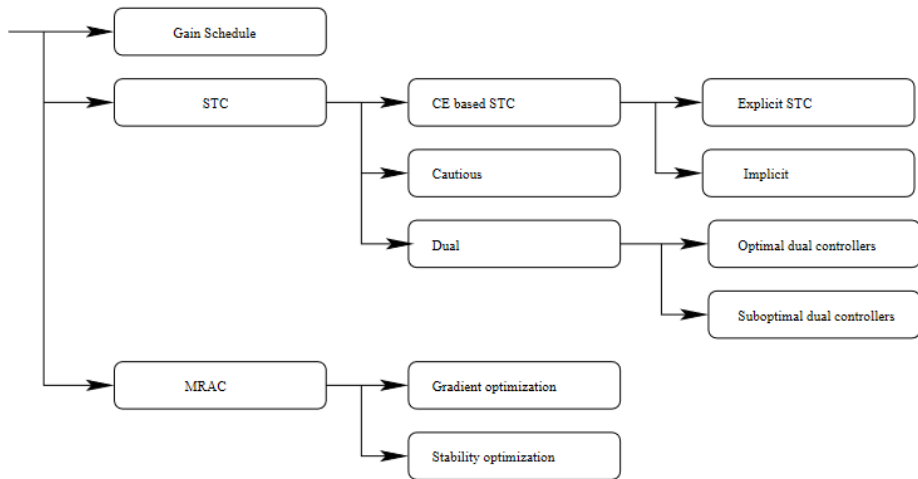 Gain Schedule
STC
CE based STC
Explicit STC
Cautious
Implicit
Dual
Optimal dual controllers
Suboptimal dual controllers
MRAC
Gradient optimization
Stability optimization